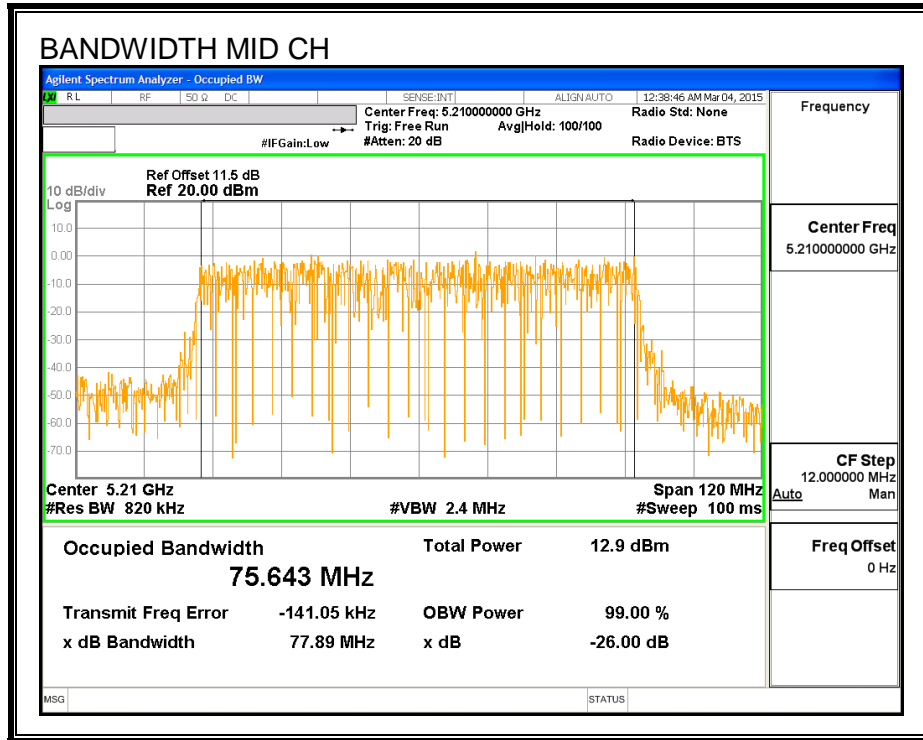 BANDWIDTH MID CH
Agilent Spectrum Analyzer - Occupied BW
LXI RL RF 50 Ω DC SENSE:INT ALIGN AUTO 12:38:46 AM Mar 04, 2015
Center Freq: 5.210000000 GHz Radio Std: None
Trig: Free Run Avg|Hold: 100/100
#IFGain:Low #Atten: 20 dB Radio Device: BTS
Ref Offset 11.5 dB
10 dB/div Ref 20.00 dBm
Log
10.0
0.00
-10.0
-20.0
-30.0
-40.0
-50.0
-60.0
-70.0
Center 5.21 GHz Span 120 MHz
#Res BW 820 kHz #VBW 2.4 MHz #Sweep 100 ms
Occupied Bandwidth Total Power 12.9 dBm
75.643 MHz
Transmit Freq Error -141.05 kHz OBW Power 99.00 %
x dB Bandwidth 77.89 MHz x dB -26.00 dB
MSG STATUS
Frequency
Center Freq
5.210000000 GHz
CF Step
12.000000 MHz
Auto Man
Freq Offset
0 Hz